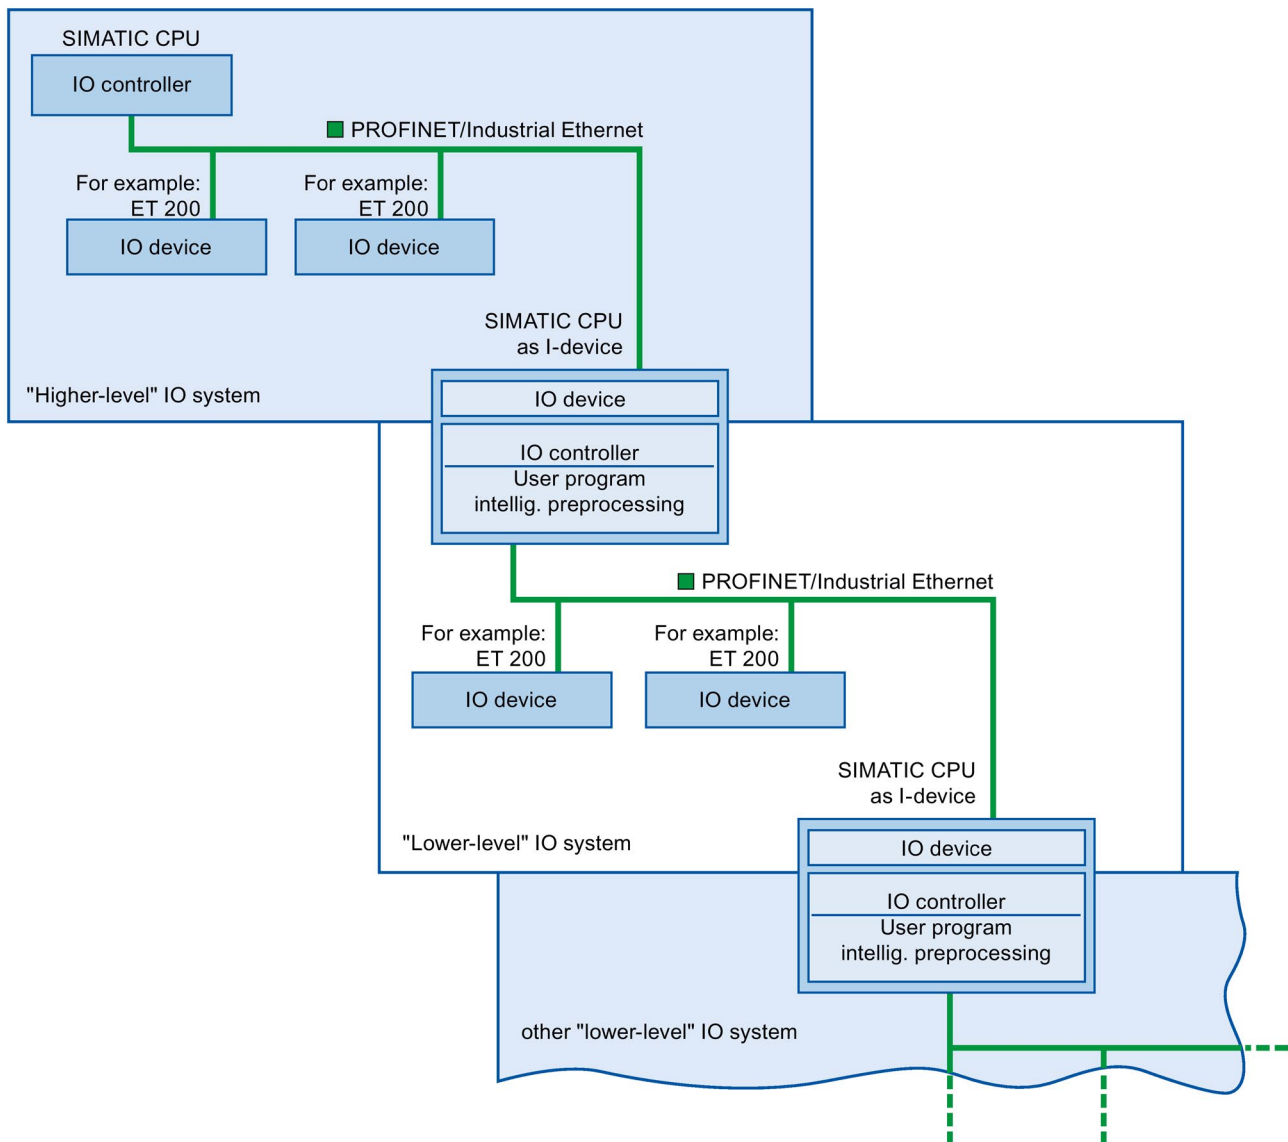 SIMATIC CPU
IO controller
PROFINET/Industrial Ethernet
For example:
ET 200
IO device
For example:
ET 200
IO device
SIMATIC CPU
as I-device
"Higher-level" IO system
IO device
IO controller
User program
intellig. preprocessing
PROFINET/Industrial Ethernet
For example:
ET 200
IO device
For example:
ET 200
IO device
SIMATIC CPU
as I-device
"Lower-level" IO system
IO device
IO controller
User program
intellig. preprocessing
other "lower-level" IO system